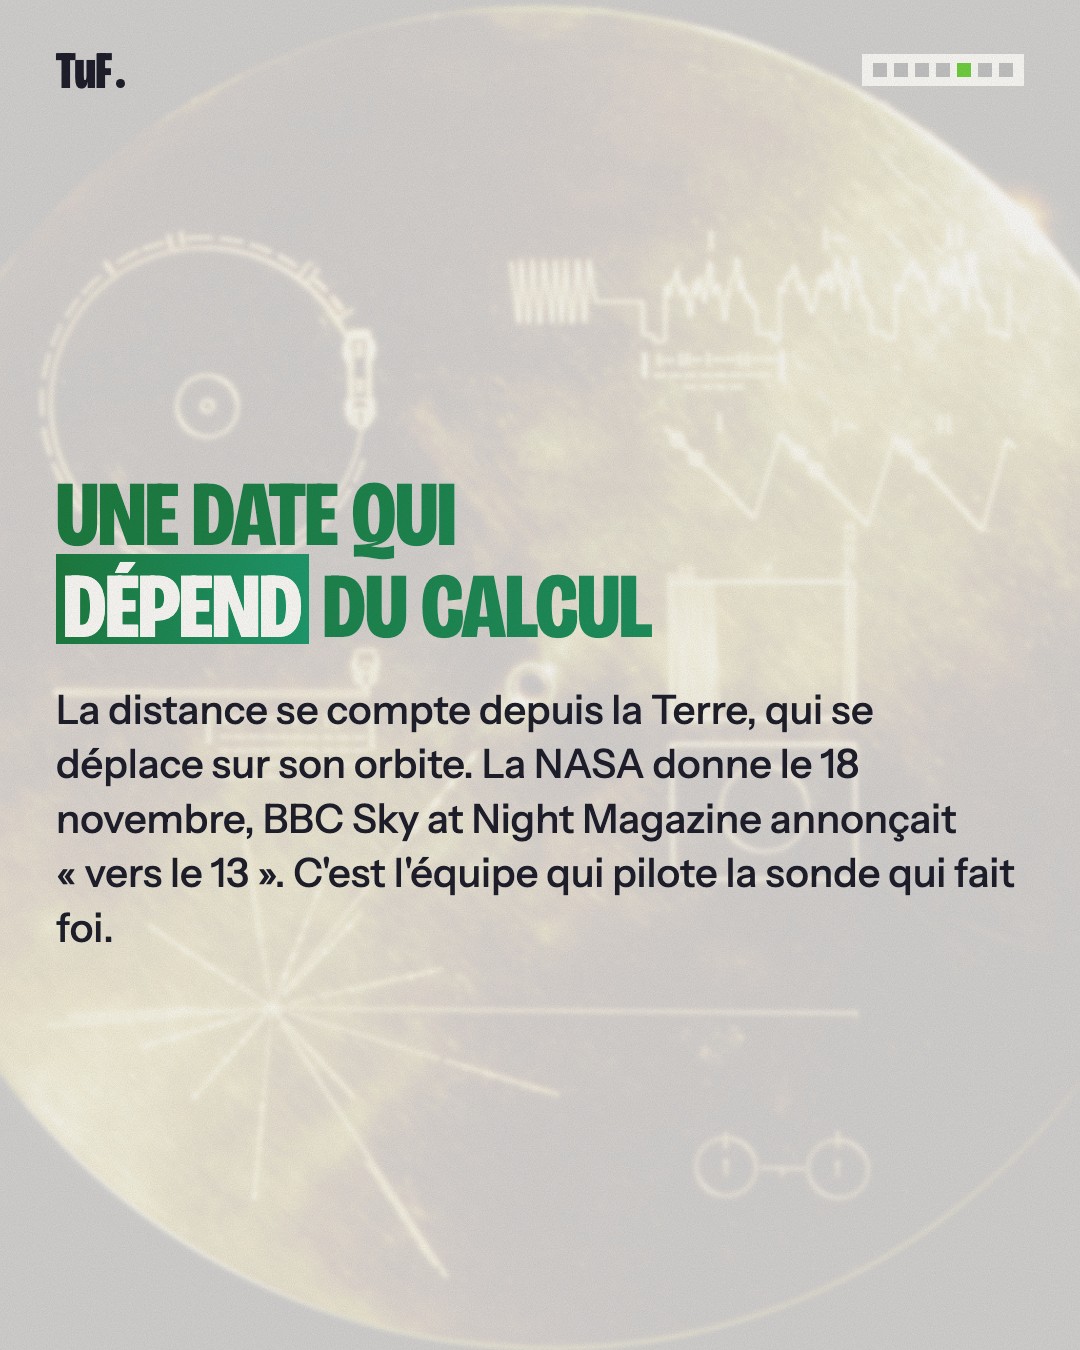 TuF.
UNE DATE QUI
DÉPEND DU CALCUL
La distance se compte depuis la Terre, qui se
déplace sur son orbite. La NASA donne le 18
novembre, BBC Sky at Night Magazine annonçait
« vers le 13 ». C'est l'équipe qui pilote la sonde qui fait
foi.